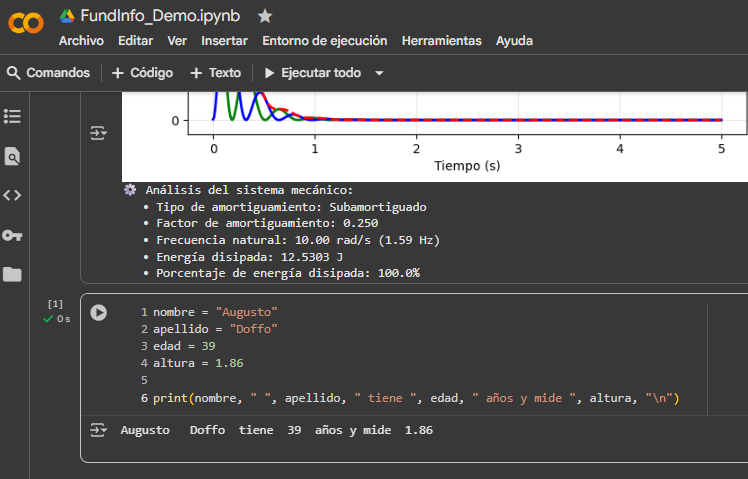 FundInfo_Demo.ipynb
Archivo Editar Ver Insertar Entorno de ejecución Herramientas Ayuda
Comandos + Código + Texto Ejecutar todo
0
0 1 2 3 4 5
Tiempo (s)
Análisis del sistema mecánico:
• Tipo de amortiguamiento: Subamortiguado
• Factor de amortiguamiento: 0.250
• Frecuencia natural: 10.00 rad/s (1.59 Hz)
• Energía disipada: 12.5303 J
• Porcentaje de energía disipada: 100.0%
[1]
0 s
1 nombre = "Augusto"
2 apellido = "Doffo"
3 edad = 39
4 altura = 1.86
5
6 print(nombre, " ", apellido, " tiene ", edad, " años y mide ", altura, "\n")
Augusto   Doffo  tiene  39  años y mide  1.86